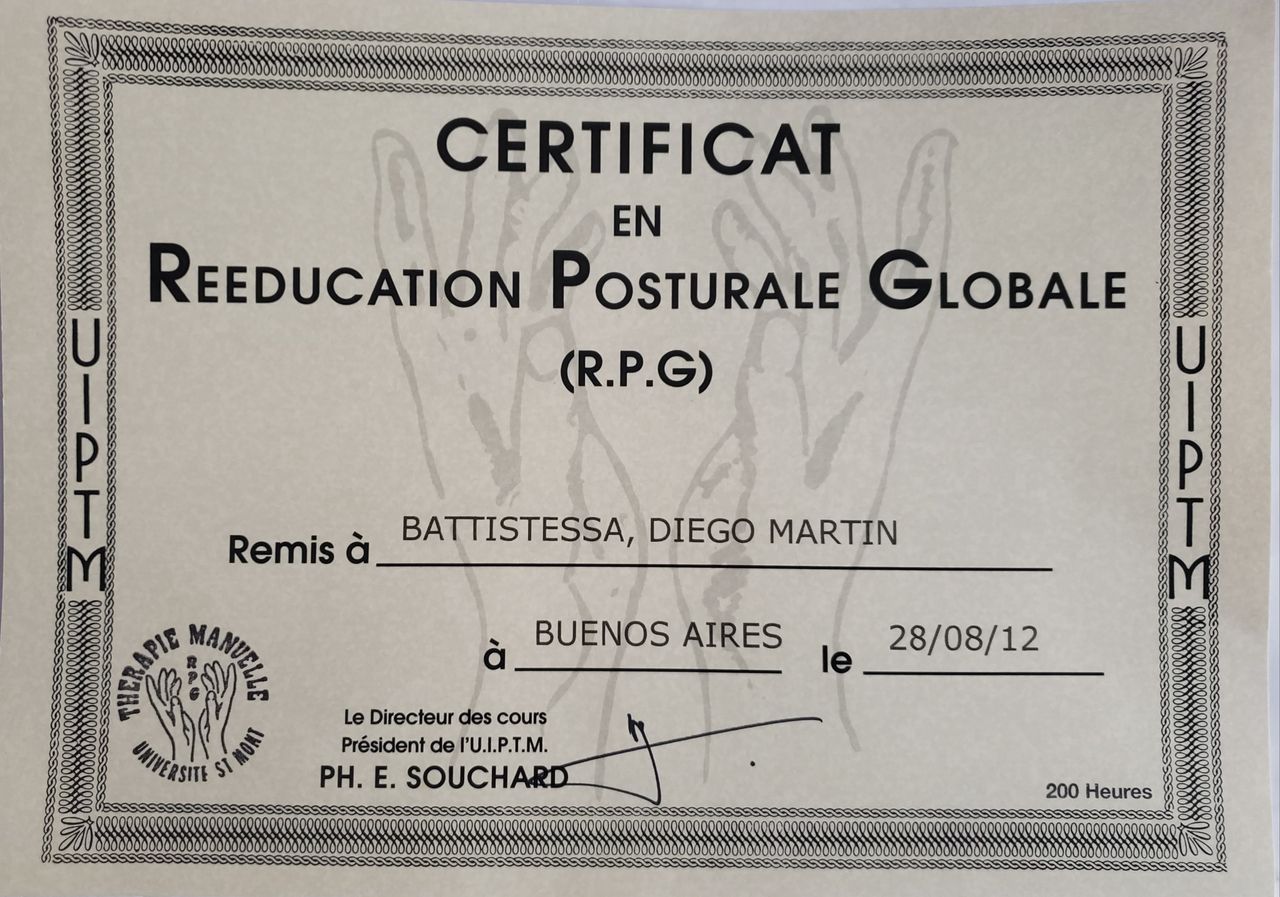 CERTIFICAT
EN
REEDUCATION POSTURALE GLOBALE
(R.P.G)
UIPTM
UIPTM
Remis à BATTISTESSA, DIEGO MARTIN
à BUENOS AIRES le 28/08/12
THERAPIE MANUELLE
RPG
UNIVERSITE ST MONT
Le Directeur des cours
Président de l'U.I.P.T.M.
PH. E. SOUCHARD
200 Heures